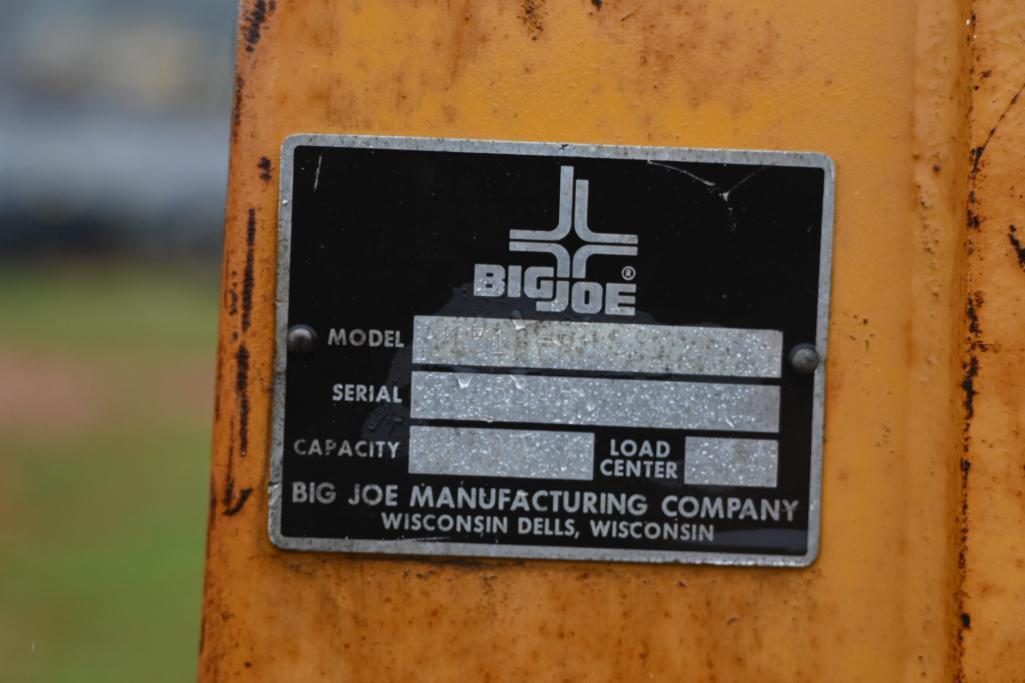 BIG JOE ®
MODEL
SERIAL
CAPACITY
LOAD
CENTER
BIG JOE MANUFACTURING COMPANY
WISCONSIN DELLS, WISCONSIN